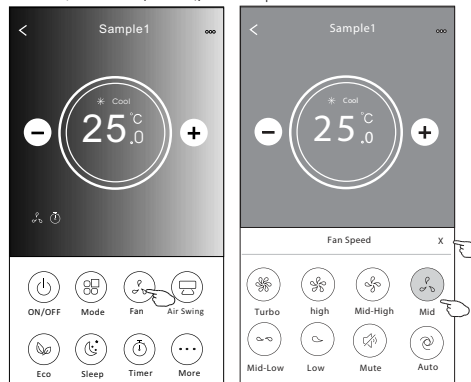 Sample1
Cool
25.0 °C
ON/OFF Mode Fan Air Swing
Eco Sleep Timer More
Sample1
Cool
25.0 °C
Fan Speed X
Turbo high Mid-High Mid
Mid-Low Low Mute Auto